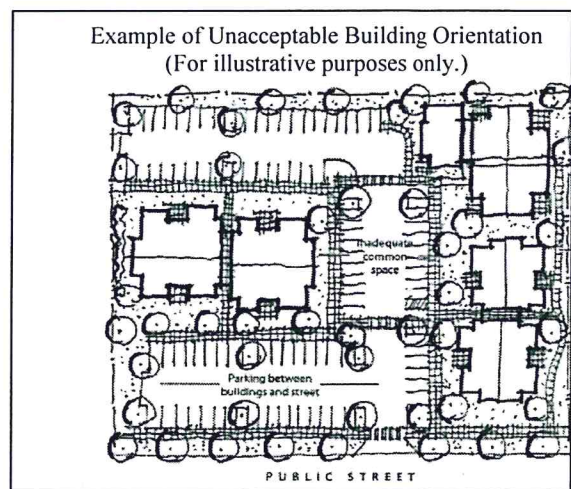 Example of Unacceptable Building Orientation
(For illustrative purposes only.)
Inadequate
common
space
Parking between
buildings and street
PUBLIC STREET